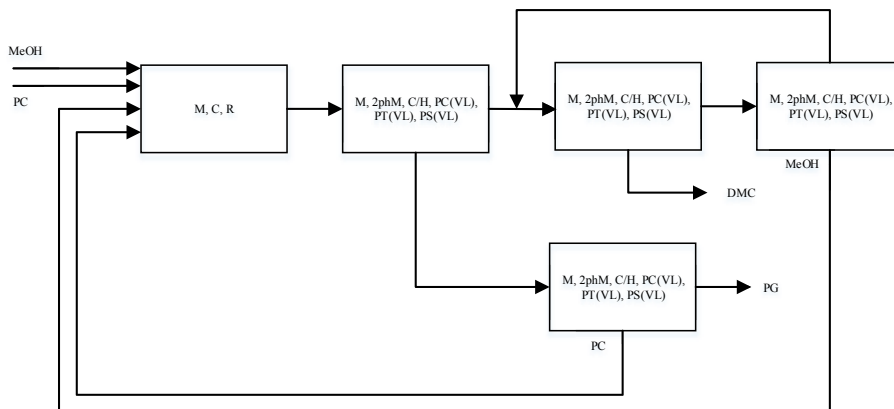 MeOH
PC
M, C, R
M, 2phM, C/H, PC(VL),
PT(VL), PS(VL)
M, 2phM, C/H, PC(VL),
PT(VL), PS(VL)
M, 2phM, C/H, PC(VL),
PT(VL), PS(VL)
MeOH
DMC
M, 2phM, C/H, PC(VL),
PT(VL), PS(VL)
PG
PC